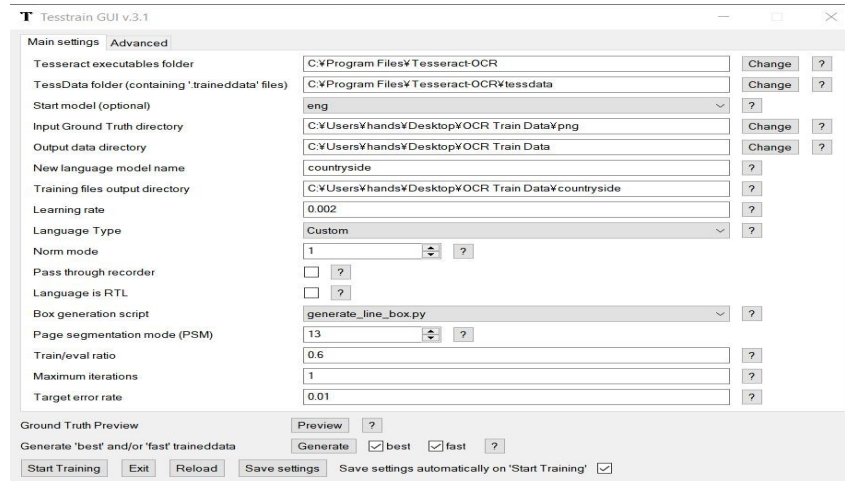 T Tesstrain GUI v.3.1
Main settings Advanced
Tesseract executables folder C:¥Program Files¥Tesseract-OCR Change ?
TessData folder (containing '.traineddata' files) C:¥Program Files¥Tesseract-OCR¥tessdata Change ?
Start model (optional) eng ?
Input Ground Truth directory C:¥Users¥hands¥Desktop¥OCR Train Data¥png Change ?
Output data directory C:¥Users¥hands¥Desktop¥OCR Train Data Change ?
New language model name countryside ?
Training files output directory C:¥Users¥hands¥Desktop¥OCR Train Data¥countryside ?
Learning rate 0.002 ?
Language Type Custom ?
Norm mode 1 ?
Pass through recorder ?
Language is RTL ?
Box generation script generate_line_box.py ?
Page segmentation mode (PSM) 13 ?
Train/eval ratio 0.6 ?
Maximum iterations 1 ?
Target error rate 0.01 ?
Ground Truth Preview Preview ?
Generate 'best' and/or 'fast' traineddata Generate best fast ?
Start Training Exit Reload Save settings Save settings automatically on 'Start Training'